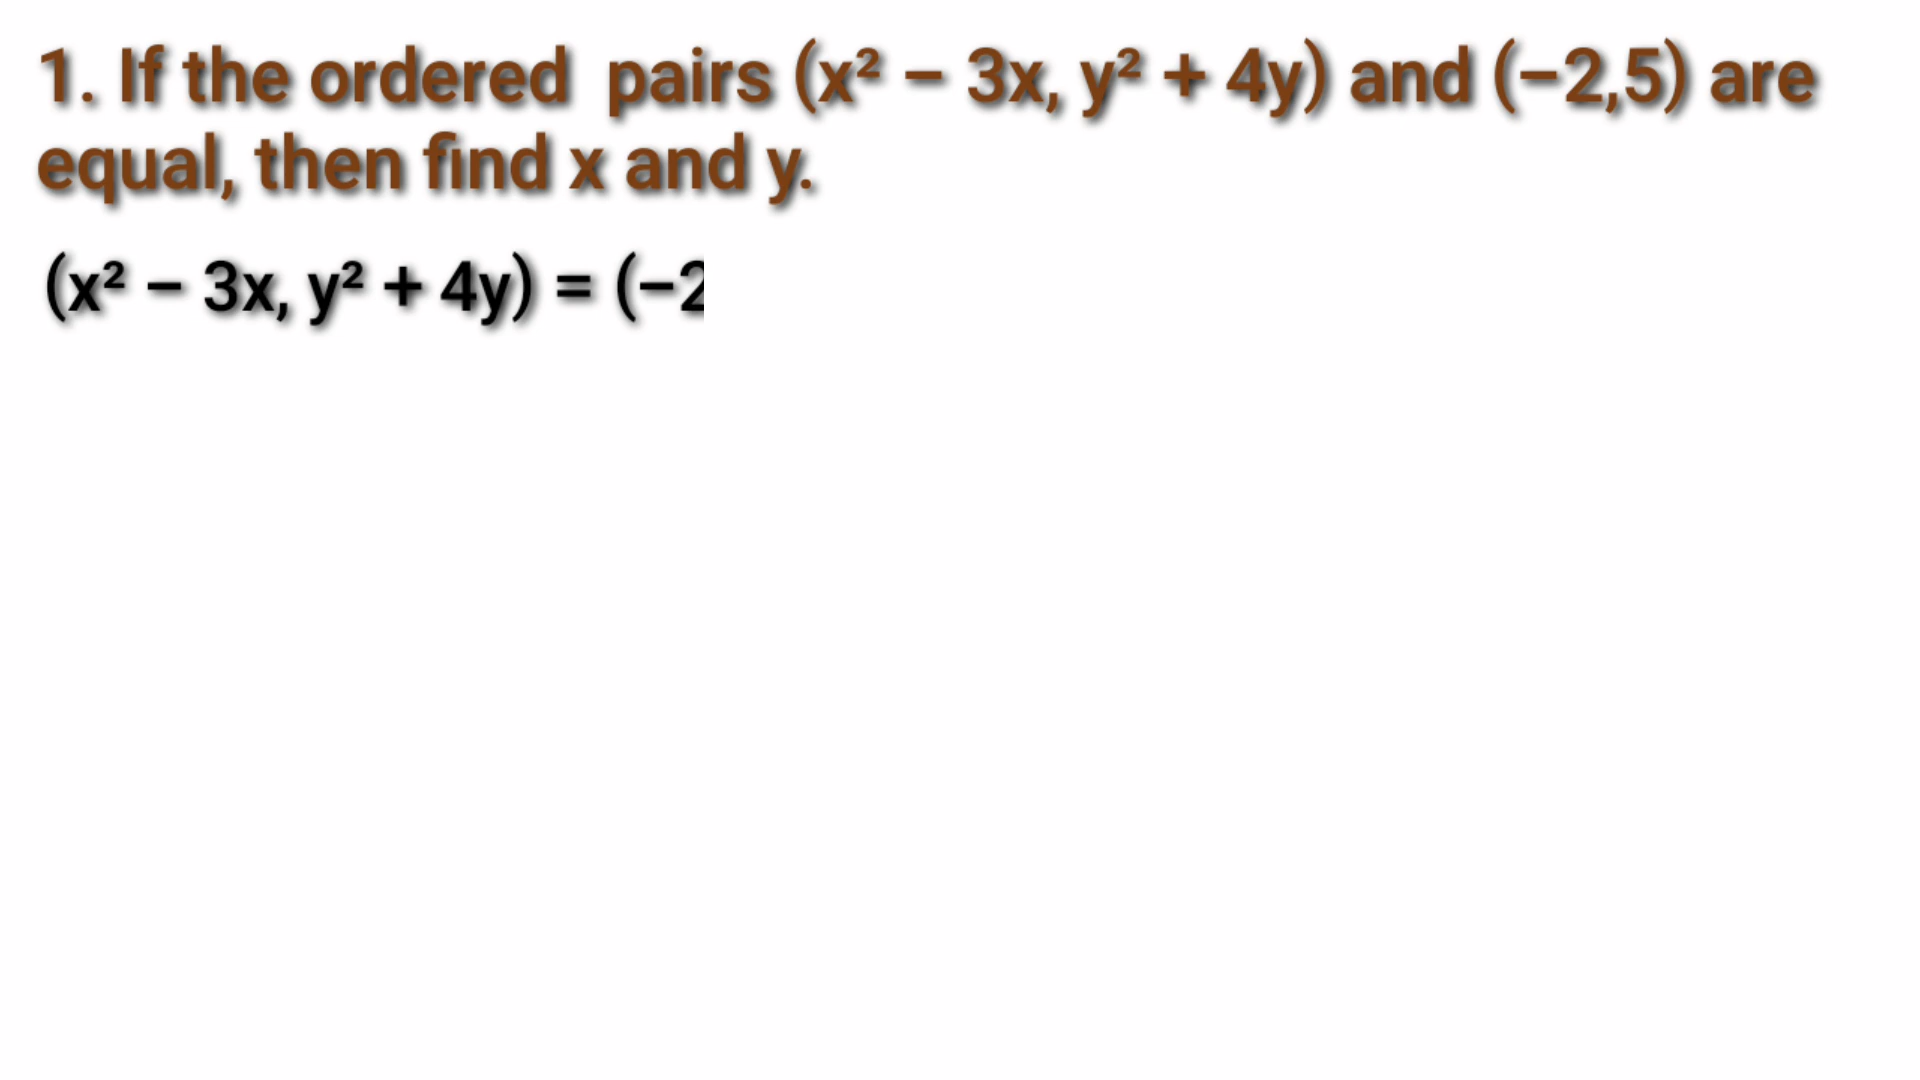 1. If the ordered  pairs (x² – 3x, y² + 4y) and (–2,5) are
equal, then find x and y.
(x² – 3x, y² + 4y) = (–2